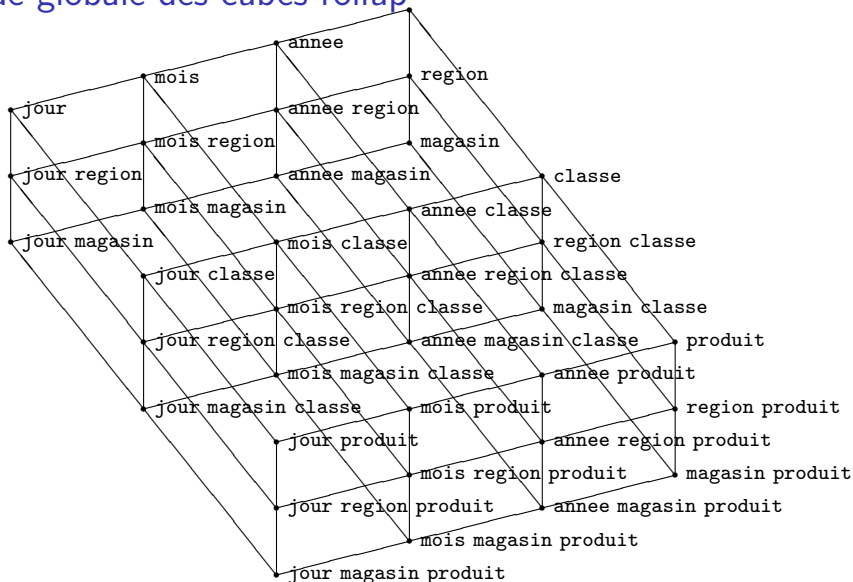 de globale des cubes rollup
annee
mois
region
jour
annee region
mois region
magasin
jour region
annee magasin
classe
mois magasin
annee classe
jour magasin
mois classe
region classe
jour classe
annee region classe
mois region classe
magasin classe
jour region classe
annee magasin classe
produit
mois magasin classe
annee produit
jour magasin classe
mois produit
region produit
jour produit
annee region produit
mois region produit
magasin produit
jour region produit
annee magasin produit
mois magasin produit
jour magasin produit